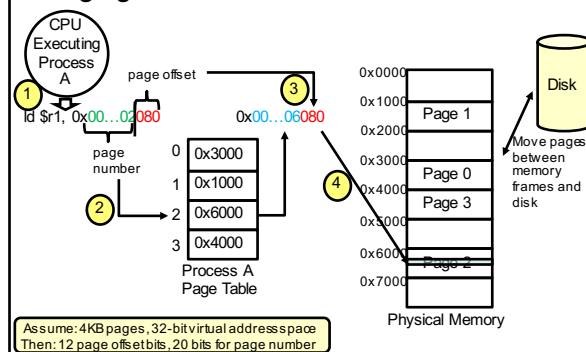 CPU
Executing
Process
A
1
page offset
ld $r1, 0x00...02080
page
number
2
3
0x00...06080
0 0x3000
1 0x1000
2 0x6000
3 0x4000
Process A
Page Table
4
0x0000
0x1000
Page 1
0x2000
0x3000
Page 0
0x4000
Page 3
0x5000
0x6000
Page 2
0x7000
Physical Memory
Disk
Move pages
between
memory
frames and
disk
Assume: 4KB pages, 32-bit virtual address space
Then: 12 page offset bits, 20 bits for page number